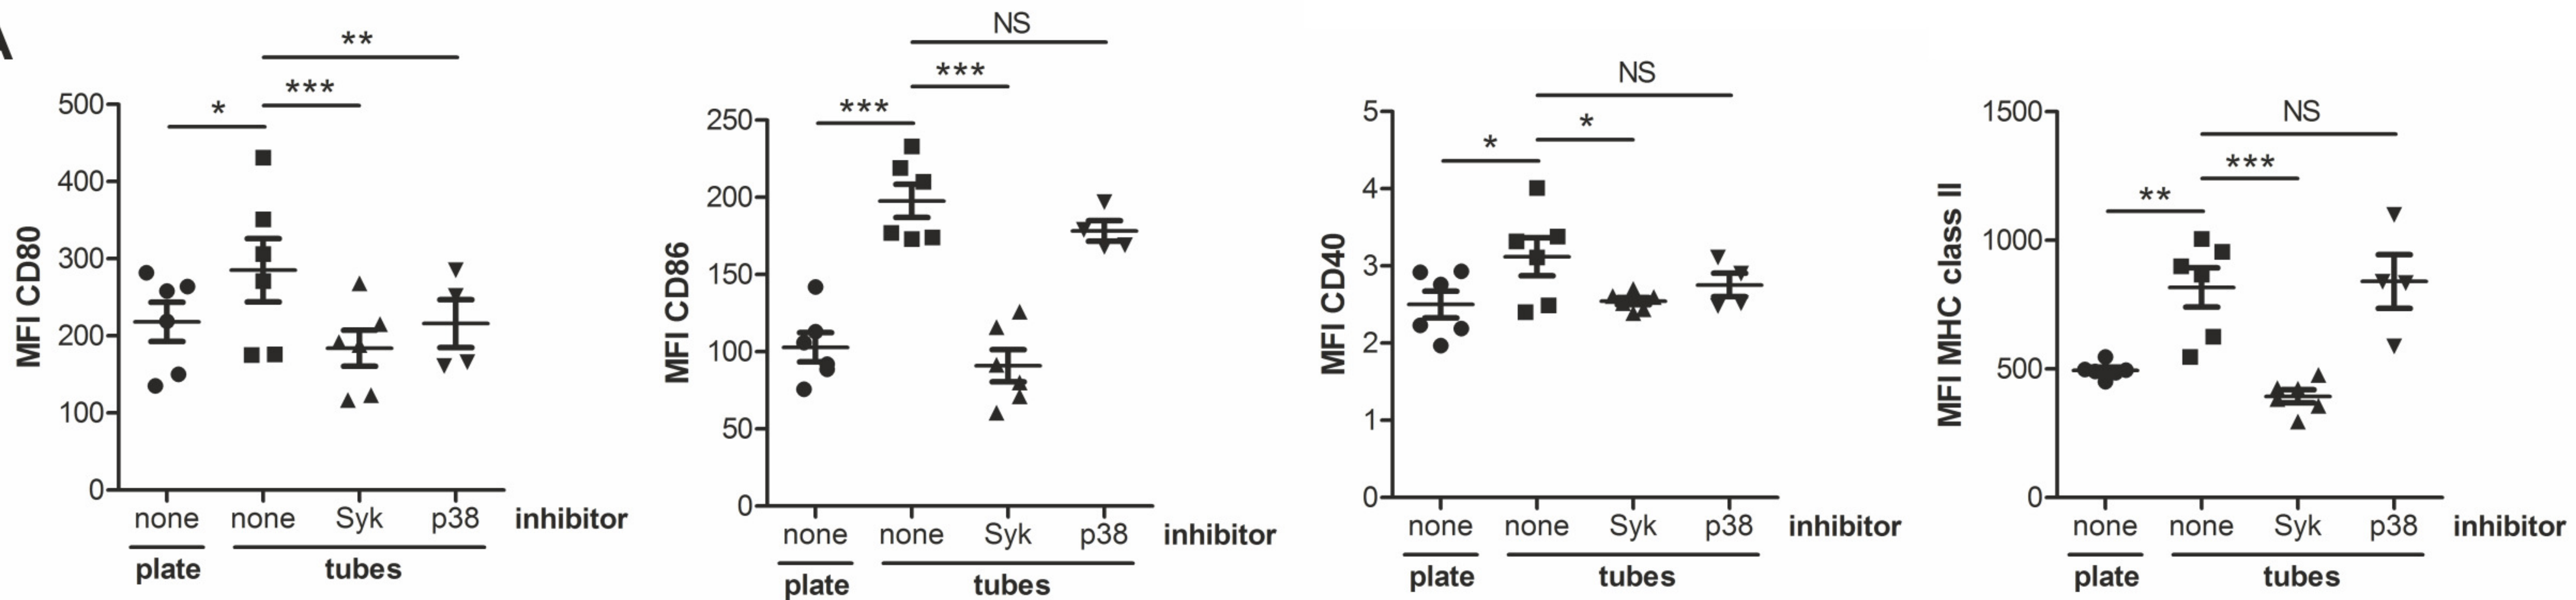 A
MFI CD80
500
400
300
200
100
0
*
***
**
none none Syk p38 inhibitor
plate tubes
MFI CD86
250
200
150
100
50
0
***
***
NS
none none Syk p38 inhibitor
plate tubes
MFI CD40
5
4
3
2
1
0
*
*
NS
none none Syk p38 inhibitor
plate tubes
MFI MHC class II
1500
1000
500
0
**
***
NS
none none Syk p38 inhibitor
plate tubes